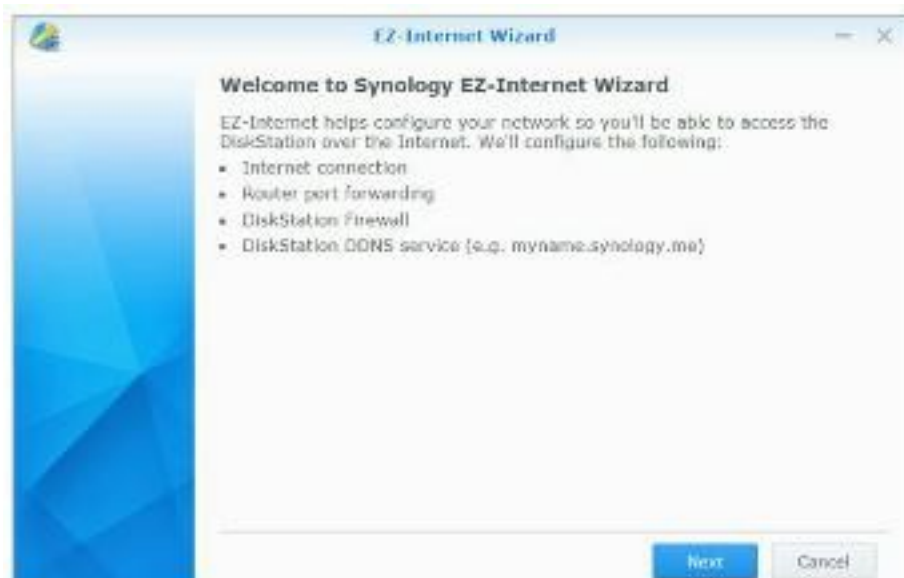 EZ-Internet Wizard
Welcome to Synology EZ-Internet Wizard
EZ-Internet helps configure your network so you'll be able to access the
DiskStation over the Internet. We'll configure the following:
• Internet connection
• Router port forwarding
• DiskStation Firewall
• DiskStation DDNS service (e.g. myname.synology.me)
Next Cancel